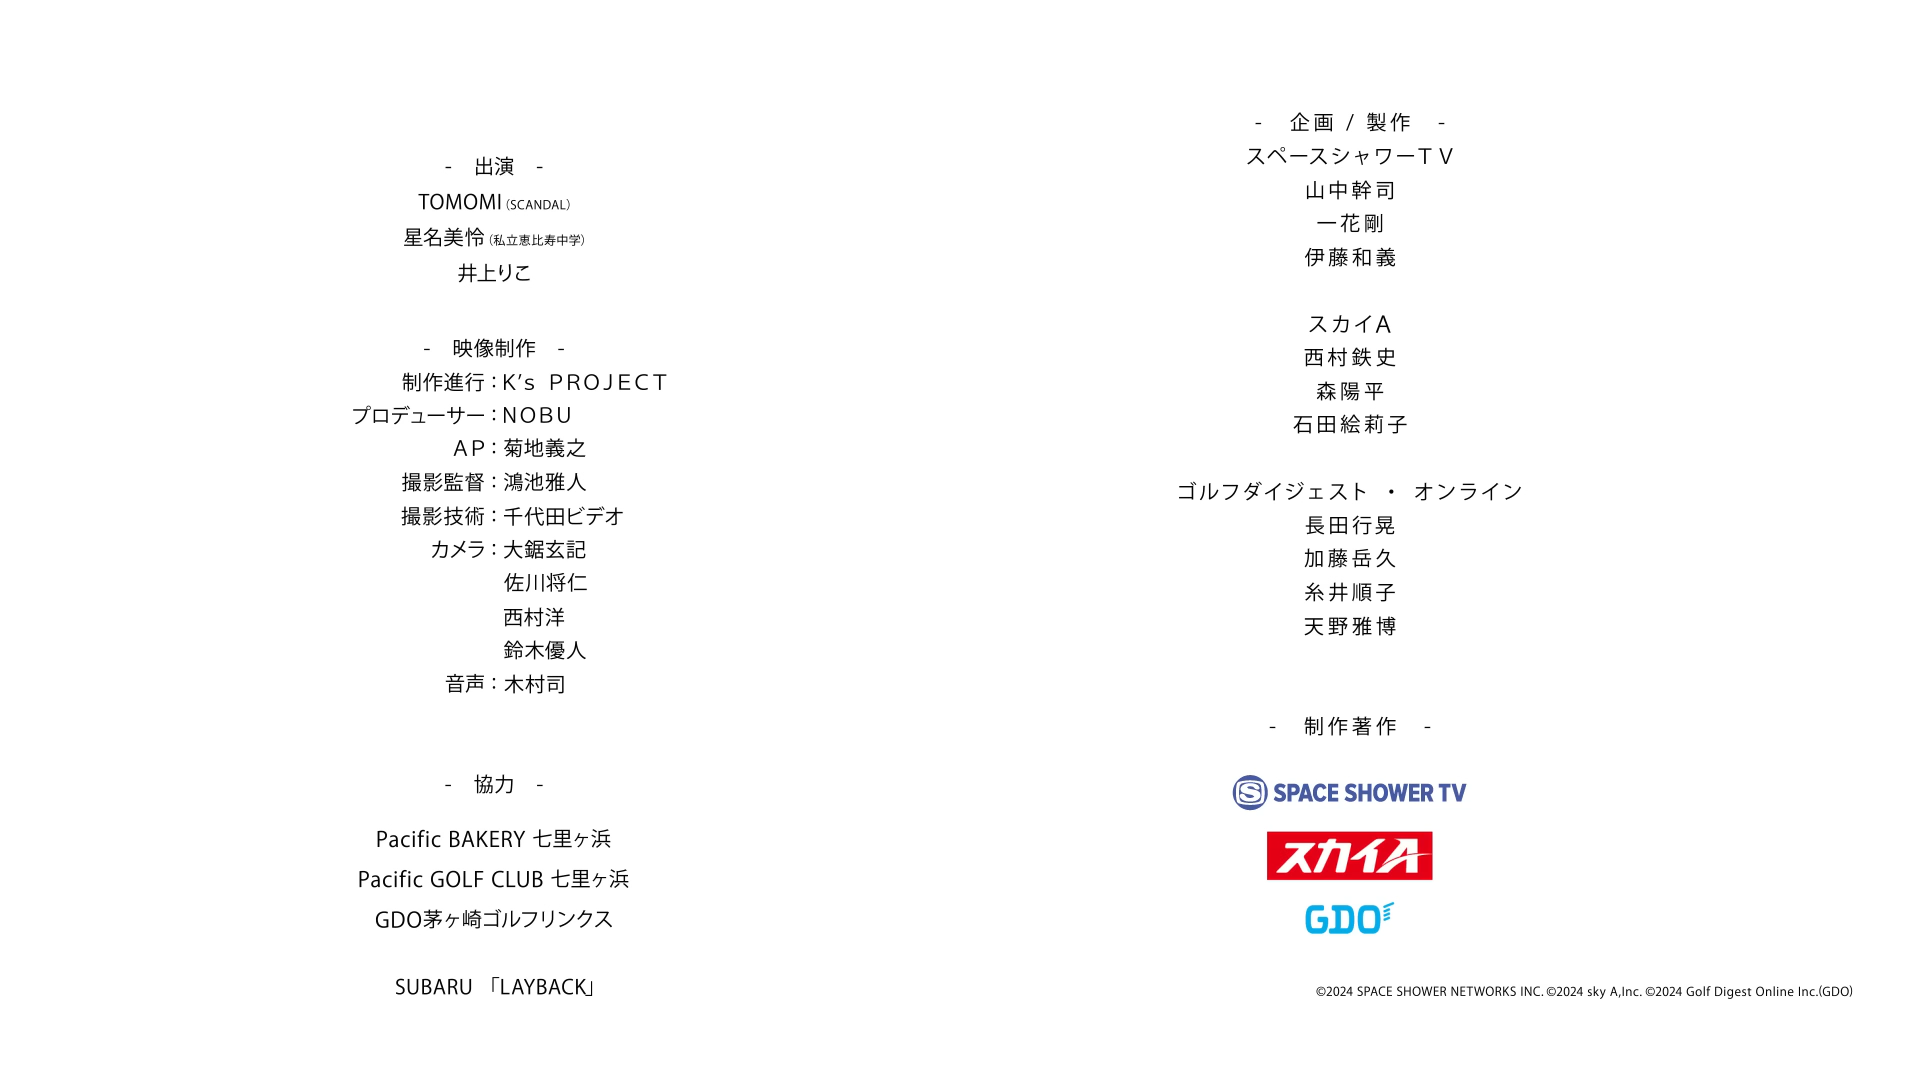 - 出演 -
TOMOMI（SCANDAL）
星名美怜（私立恵比寿中学）
井上りこ
- 映像制作 -
制作進行：K’s PROJECT
プロデューサー：NOBU
AP：菊地義之
撮影監督：鴻池雅人
撮影技術：千代田ビデオ
カメラ：大鋸玄記
佐川将仁
西村洋
鈴木優人
音声：木村司
- 協力 -
Pacific BAKERY 七里ヶ浜
Pacific GOLF CLUB 七里ヶ浜
GDO茅ヶ崎ゴルフリンクス
SUBARU 「LAYBACK」
- 企画 / 製作 -
スペースシャワーTV
山中幹司
一花剛
伊藤和義
スカイA
西村鉄史
森陽平
石田絵莉子
ゴルフダイジェスト ・ オンライン
長田行晃
加藤岳久
糸井順子
天野雅博
- 制作著作 -
S SPACE SHOWER TV
スカイA
GDO
©2024 SPACE SHOWER NETWORKS INC. ©2024 sky A,Inc. ©2024 Golf Digest Online Inc.(GDO)